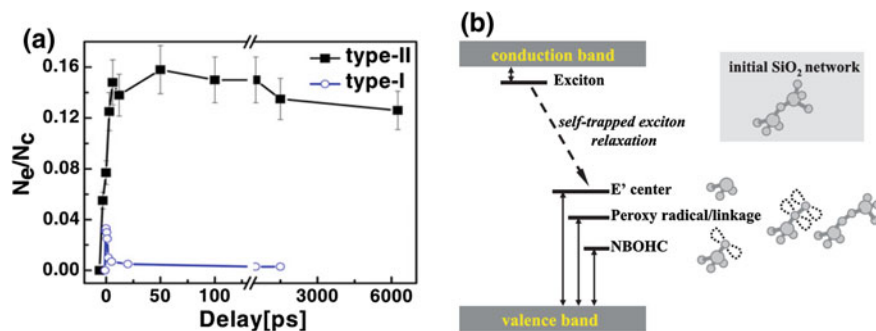 (a)
type-II
type-I
0.16
0.12
0.08
0.04
0.00
Ne/Nc
0 50 100 3000 6000
Delay[ps]
(b)
conduction band
Exciton
self-trapped exciton
relaxation
initial SiO₂ network
E' center
Peroxy radical/linkage
NBOHC
valence band